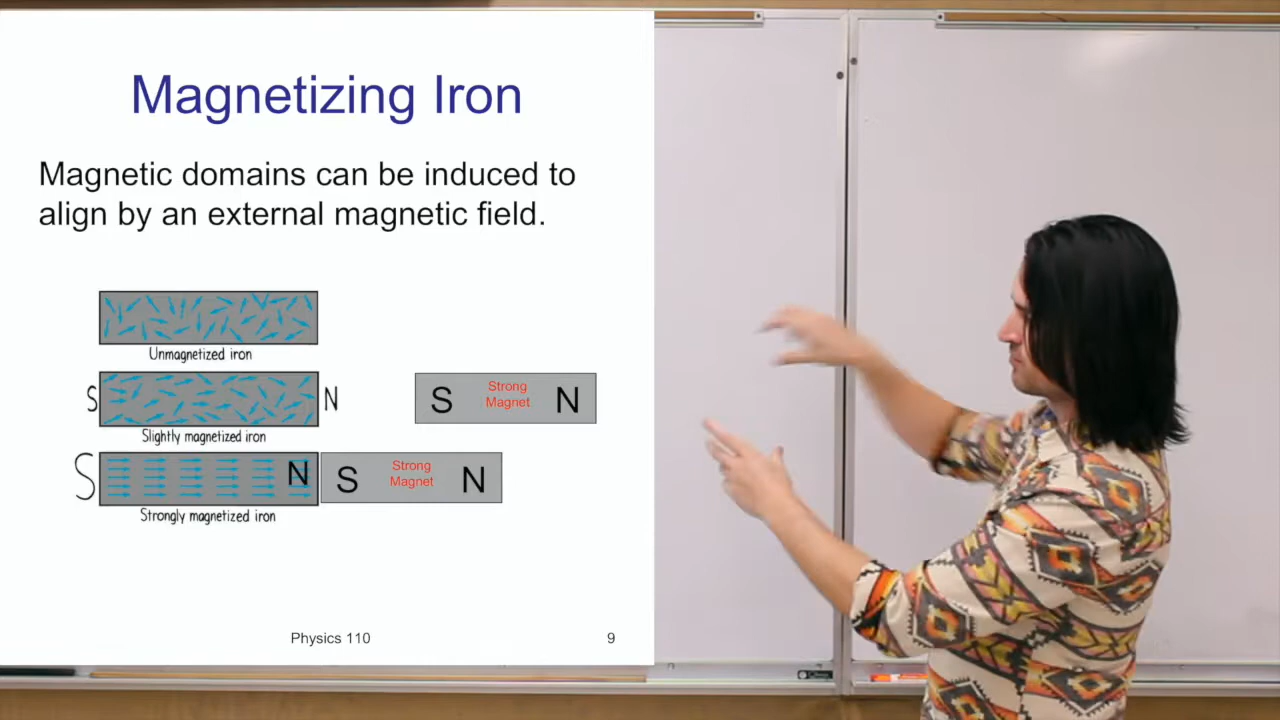 Magnetizing Iron
Magnetic domains can be induced to
align by an external magnetic field.
Unmagnetized iron
S
N
S
Strong
Magnet
N
Slightly magnetized iron
S
N
S
Strong
Magnet
N
Strongly magnetized iron
Physics 110
9